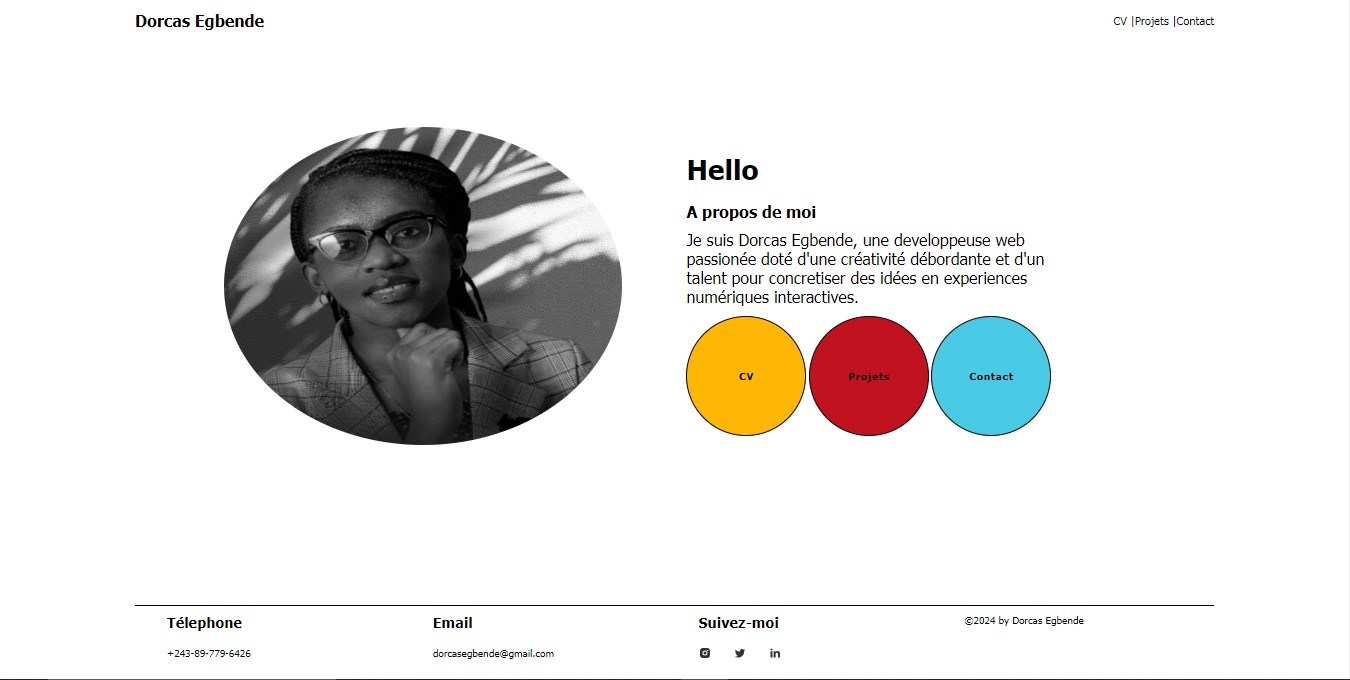 Dorcas Egbende
CV |Projets |Contact
Hello
A propos de moi
Je suis Dorcas Egbende, une developpeuse web
passionée doté d'une créativité débordante et d'un
talent pour concretiser des idées en experiences
numériques interactives.
CV
Projets
Contact
Télephone
+243-89-779-6426
Email
dorcasegbende@gmail.com
Suivez-moi
©2024 by Dorcas Egbende